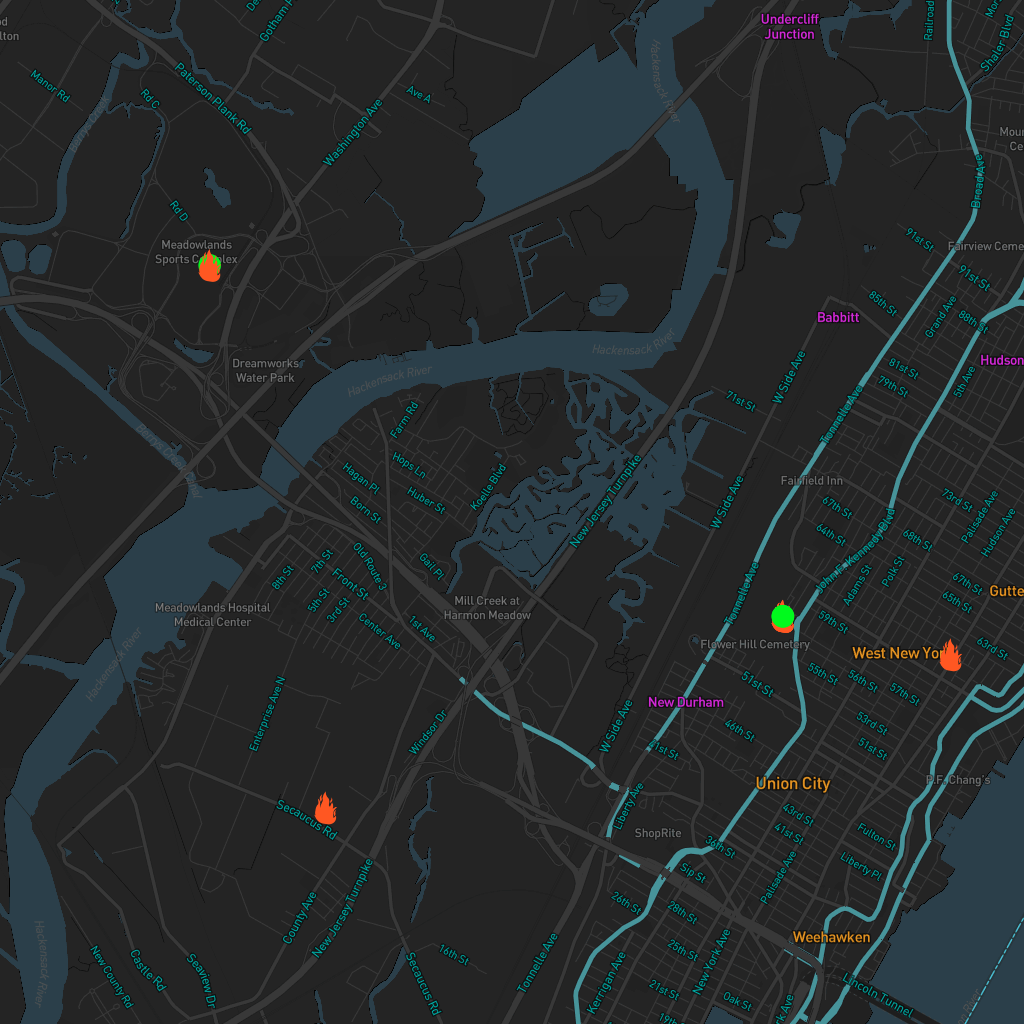 Undercliff
Junction
Gotham P
Railroad
Shaler Blvd
Hackensack River
Paterson Plank Rd
Manor Rd
Rd C
Ave A
Washington Ave
Berrys Creek
Broad Ave
Rd D
Meadowlands
Sports Complex
91st St
Fairview Ceme
91st St
85th St
Grand Ave
88th St
Babbitt
Hackensack River
Hudson
Dreamworks
Water Park
Hackensack River
81st St
79th St
5th Ave
W Side Ave
71st St
Tonnelle Ave
Farm Rd
Hops Ln
Hagan Pl
Huber St
Koelle Blvd
Born St
New Jersey Turnpike
W Side Ave
Fairfield Inn
67th St
64th St
73rd St
Palisade Ave
Hudson Ave
John F. Kennedy Blvd
68th St
Polk St
Adams St
67th St
65th St
Gutte
Old Route 3
Gail Pl
7th St
8th St
Front St
5th St
3rd St
Center Ave
1st Ave
Mill Creek at
Harmon Meadow
Meadowlands Hospital
Medical Center
Tonnelle Ave
59th St
63rd St
Flower Hill Cemetery
West New York
Hackensack River
55th St
56th St
57th St
51st St
New Durham
Enterprise Ave N
Windsor Dr
W Side Ave
46th St
53rd St
51st St
41st St
Union City
P.F. Chang's
Secaucus Rd
Liberty Ave
ShopRite
43rd St
41st St
36th St
Fulton St
Liberty Pl
Sip St
Palisade Ave
New Jersey Turnpike
County Ave
26th St
28th St
Weehawken
Hackensack River
New County Rd
Castle Rd
Seaview Dr
16th St
Secaucus Rd
Tonnelle Ave
Kerrigan Ave
25th St
New York Ave
21st St
Oak St
Lincoln Tunnel
19th